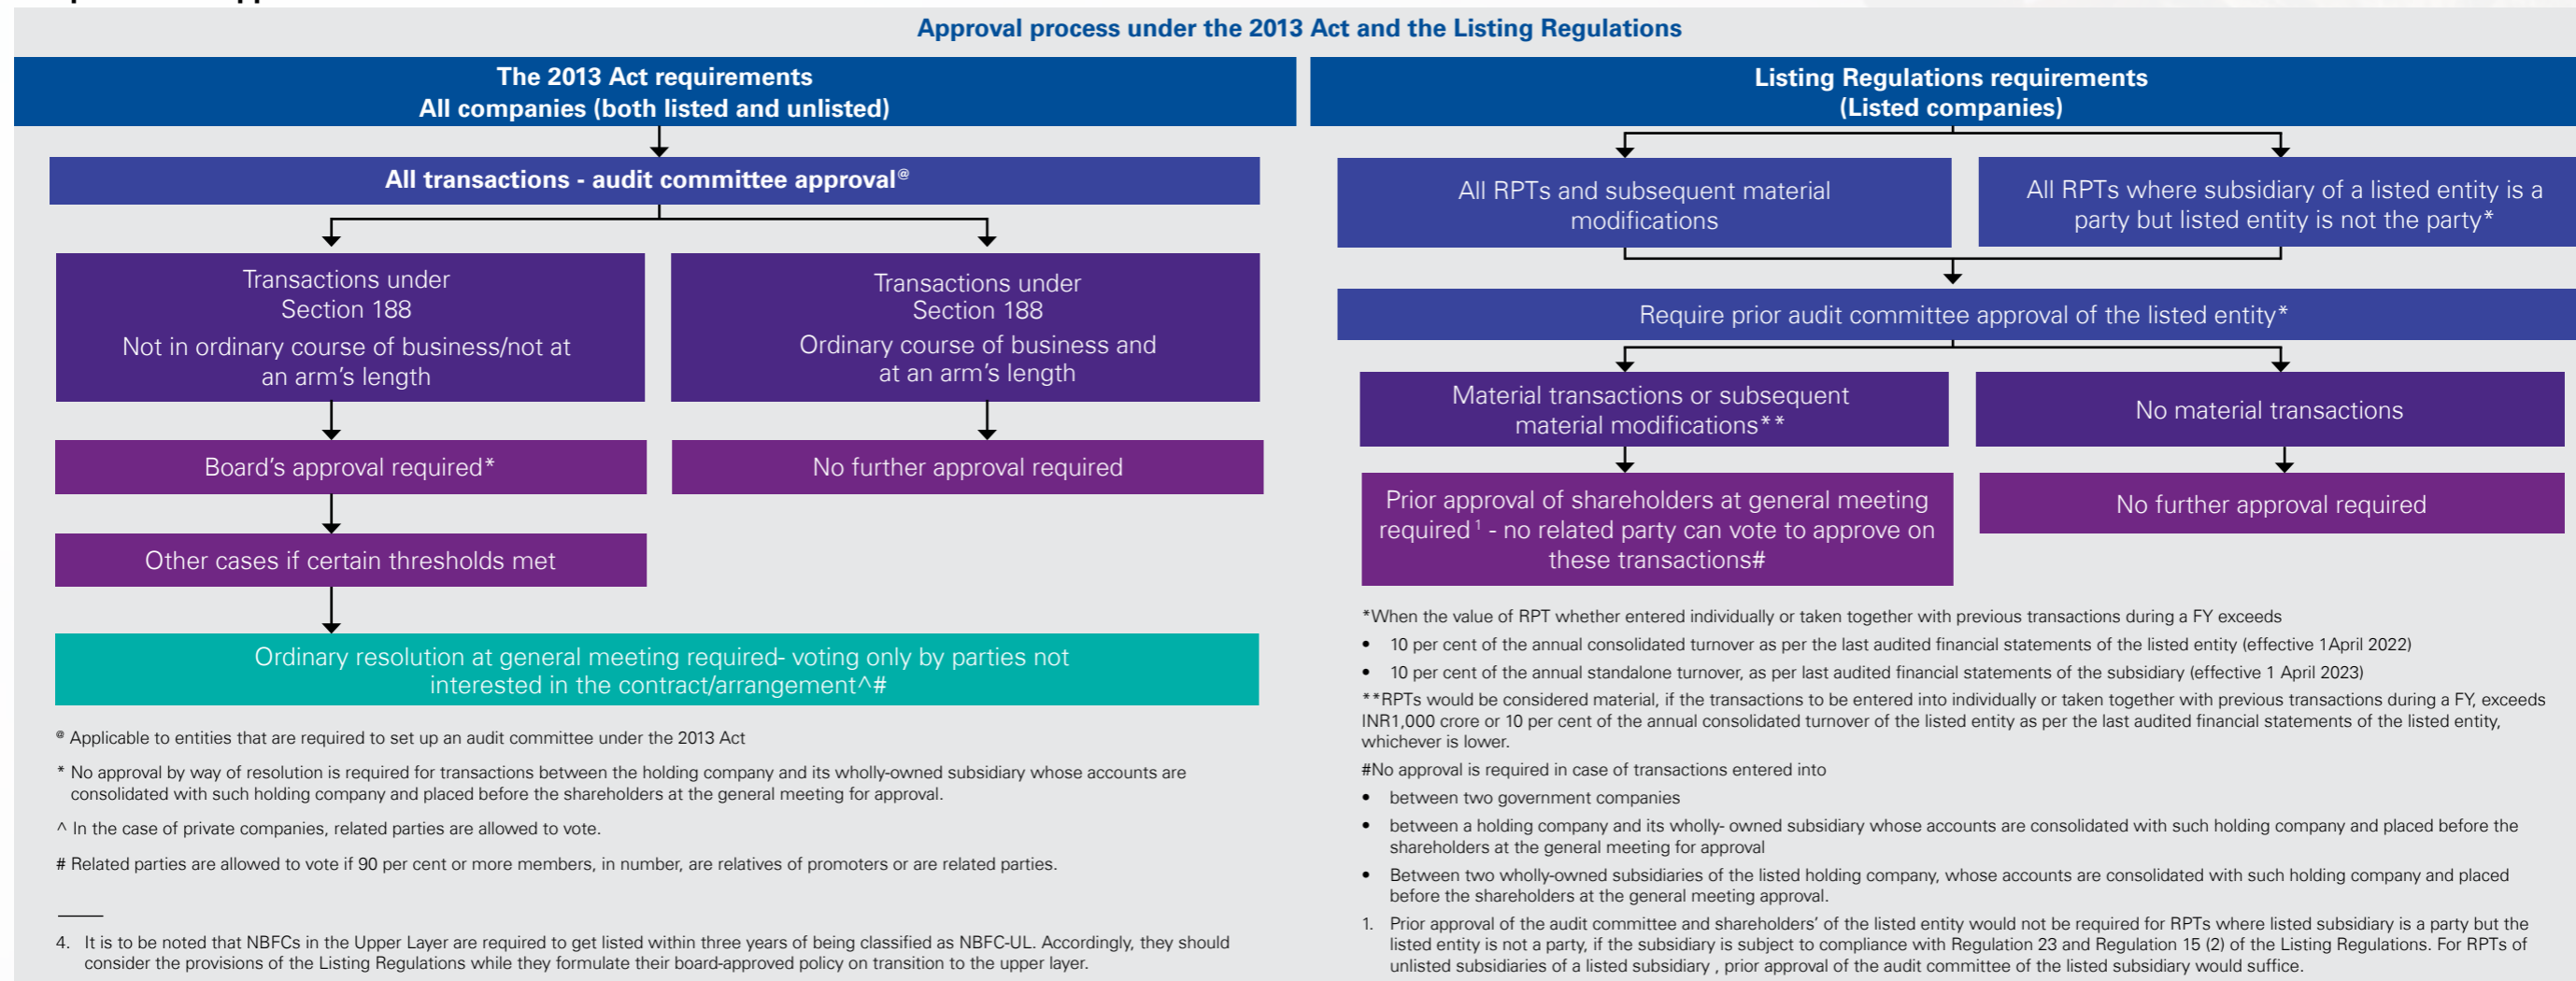 Approval process under the 2013 Act and the Listing Regulations
The 2013 Act requirements
All companies (both listed and unlisted)
All transactions - audit committee approval@
Transactions under
Section 188
Not in ordinary course of business/not at
an arm's length
Transactions under
Section 188
Ordinary course of business and
at an arm's length
Board's approval required*
No further approval required
Other cases if certain thresholds met
Ordinary resolution at general meeting required- voting only by parties not
interested in the contract/arrangement^#
@ Applicable to entities that are required to set up an audit committee under the 2013 Act
* No approval by way of resolution is required for transactions between the holding company and its wholly-owned subsidiary whose accounts are
consolidated with such holding company and placed before the shareholders at the general meeting for approval.
^ In the case of private companies, related parties are allowed to vote.
# Related parties are allowed to vote if 90 per cent or more members, in number, are relatives of promoters or are related parties.
4. It is to be noted that NBFCs in the Upper Layer are required to get listed within three years of being classified as NBFC-UL. Accordingly, they should
consider the provisions of the Listing Regulations while they formulate their board-approved policy on transition to the upper layer.
Listing Regulations requirements
(Listed companies)
All RPTs and subsequent material
modifications
All RPTs where subsidiary of a listed entity is a
party but listed entity is not the party*
Require prior audit committee approval of the listed entity*
Material transactions or subsequent
material modifications**
No material transactions
Prior approval of shareholders at general meeting
required 1 - no related party can vote to approve on
these transactions#
No further approval required
*When the value of RPT whether entered individually or taken together with previous transactions during a FY exceeds
• 10 per cent of the annual consolidated turnover as per the last audited financial statements of the listed entity (effective 1April 2022)
• 10 per cent of the annual standalone turnover, as per last audited financial statements of the subsidiary (effective 1 April 2023)
**RPTs would be considered material, if the transactions to be entered into individually or taken together with previous transactions during a FY, exceeds
INR1,000 crore or 10 per cent of the annual consolidated turnover of the listed entity as per the last audited financial statements of the listed entity,
whichever is lower.
#No approval is required in case of transactions entered into
• between two government companies
• between a holding company and its wholly- owned subsidiary whose accounts are consolidated with such holding company and placed before the
shareholders at the general meeting for approval
• Between two wholly-owned subsidiaries of the listed holding company, whose accounts are consolidated with such holding company and placed
before the shareholders at the general meeting approval.
1. Prior approval of the audit committee and shareholders' of the listed entity would not be required for RPTs where listed subsidiary is a party but the
listed entity is not a party, if the subsidiary is subject to compliance with Regulation 23 and Regulation 15 (2) of the Listing Regulations. For RPTs of
unlisted subsidiaries of a listed subsidiary , prior approval of the audit committee of the listed subsidiary would suffice.